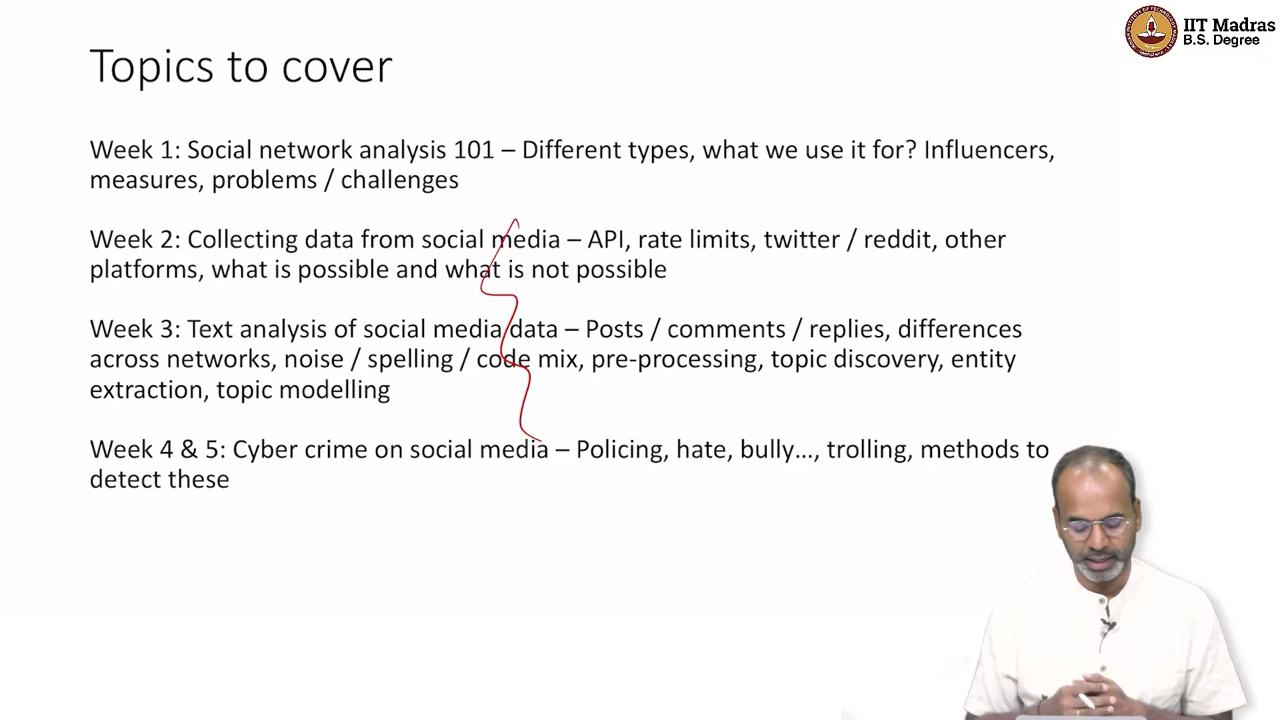 IIT Madras
B.S. Degree
Topics to cover
Week 1: Social network analysis 101 – Different types, what we use it for? Influencers,
measures, problems / challenges
Week 2: Collecting data from social media – API, rate limits, twitter / reddit, other
platforms, what is possible and what is not possible
Week 3: Text analysis of social media data – Posts / comments / replies, differences
across networks, noise / spelling / code mix, pre-processing, topic discovery, entity
extraction, topic modelling
Week 4 & 5: Cyber crime on social media – Policing, hate, bully…, trolling, methods to
detect these